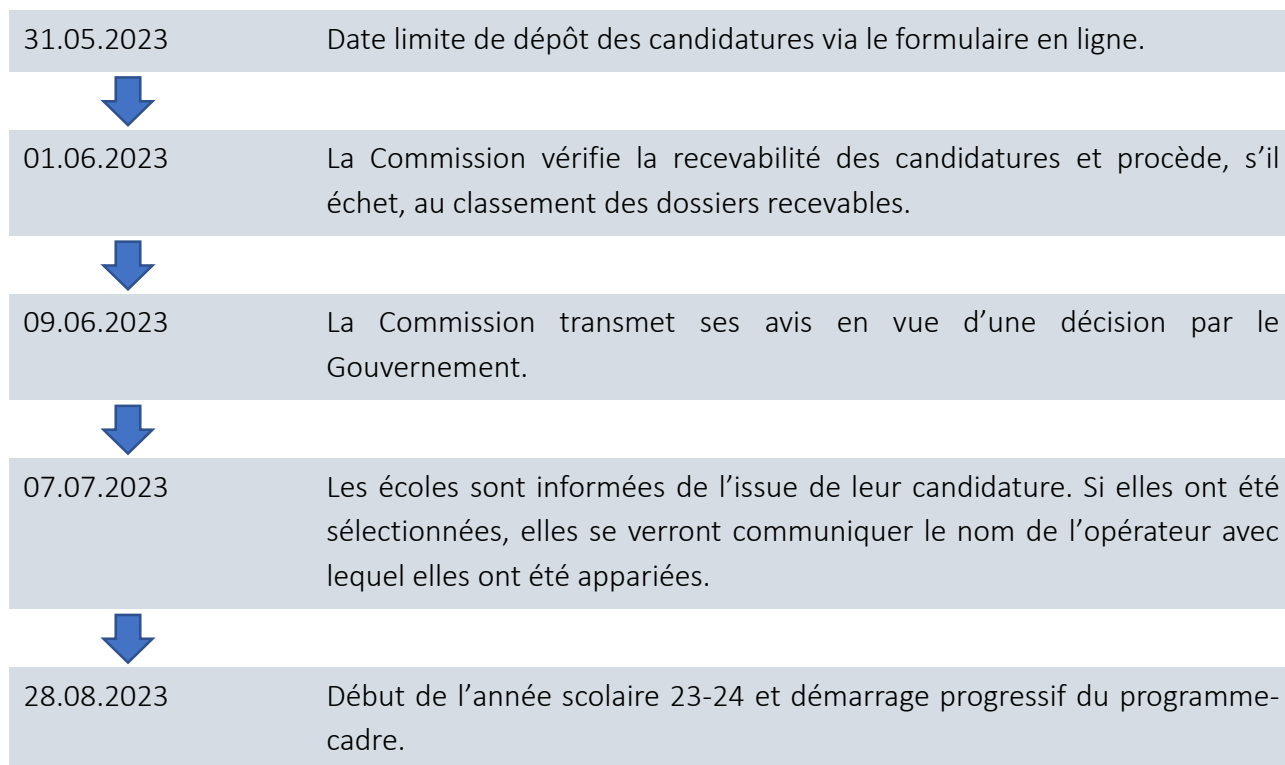 31.05.2023 Date limite de dépôt des candidatures via le formulaire en ligne.
01.06.2023 La Commission vérifie la recevabilité des candidatures et procède, s’il
échet, au classement des dossiers recevables.
09.06.2023 La Commission transmet ses avis en vue d’une décision par le
Gouvernement.
07.07.2023 Les écoles sont informées de l’issue de leur candidature. Si elles ont été
sélectionnées, elles se verront communiquer le nom de l’opérateur avec
lequel elles ont été appariées.
28.08.2023 Début de l’année scolaire 23-24 et démarrage progressif du programme-
cadre.